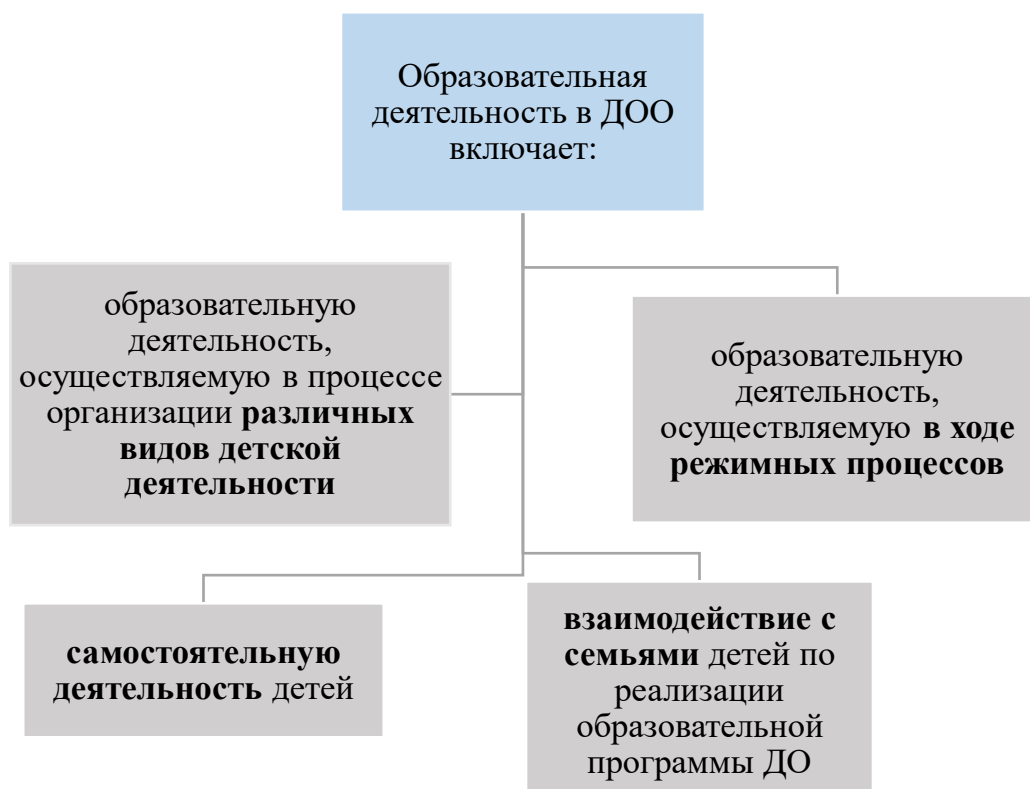 Образовательная
деятельность в ДОО
включает:
образовательную
деятельность,
осуществляемую в процессе
организации различных
видов детской
деятельности
образовательную
деятельность,
осуществляемую в ходе
режимных процессов
самостоятельную
деятельность детей
взаимодействие с
семьями детей по
реализации
образовательной
программы ДО